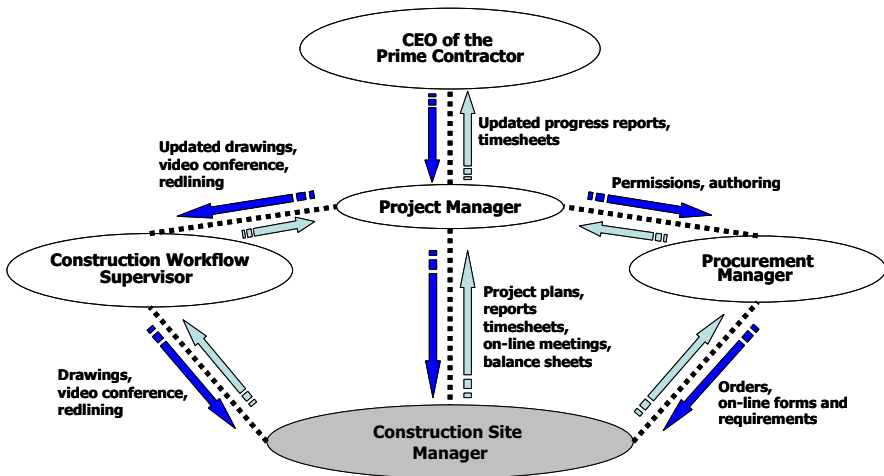 CEO of the
Prime Contractor
Updated progress reports,
timesheets
Updated drawings,
video conference,
redlining
Permissions, authoring
Project Manager
Construction Workflow
Supervisor
Procurement
Manager
Project plans,
reports
timesheets,
on-line meetings,
balance sheets
Drawings,
video conference,
redlining
Orders,
on-line forms and
requirements
Construction Site
Manager